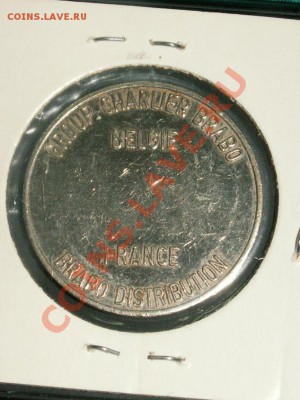 COINS.LAVE.RU
GROUP CHARLIER BRABO
BELGIE
FRANCE
BRABO DISTRIBUTION
COINS.LAVE.RU